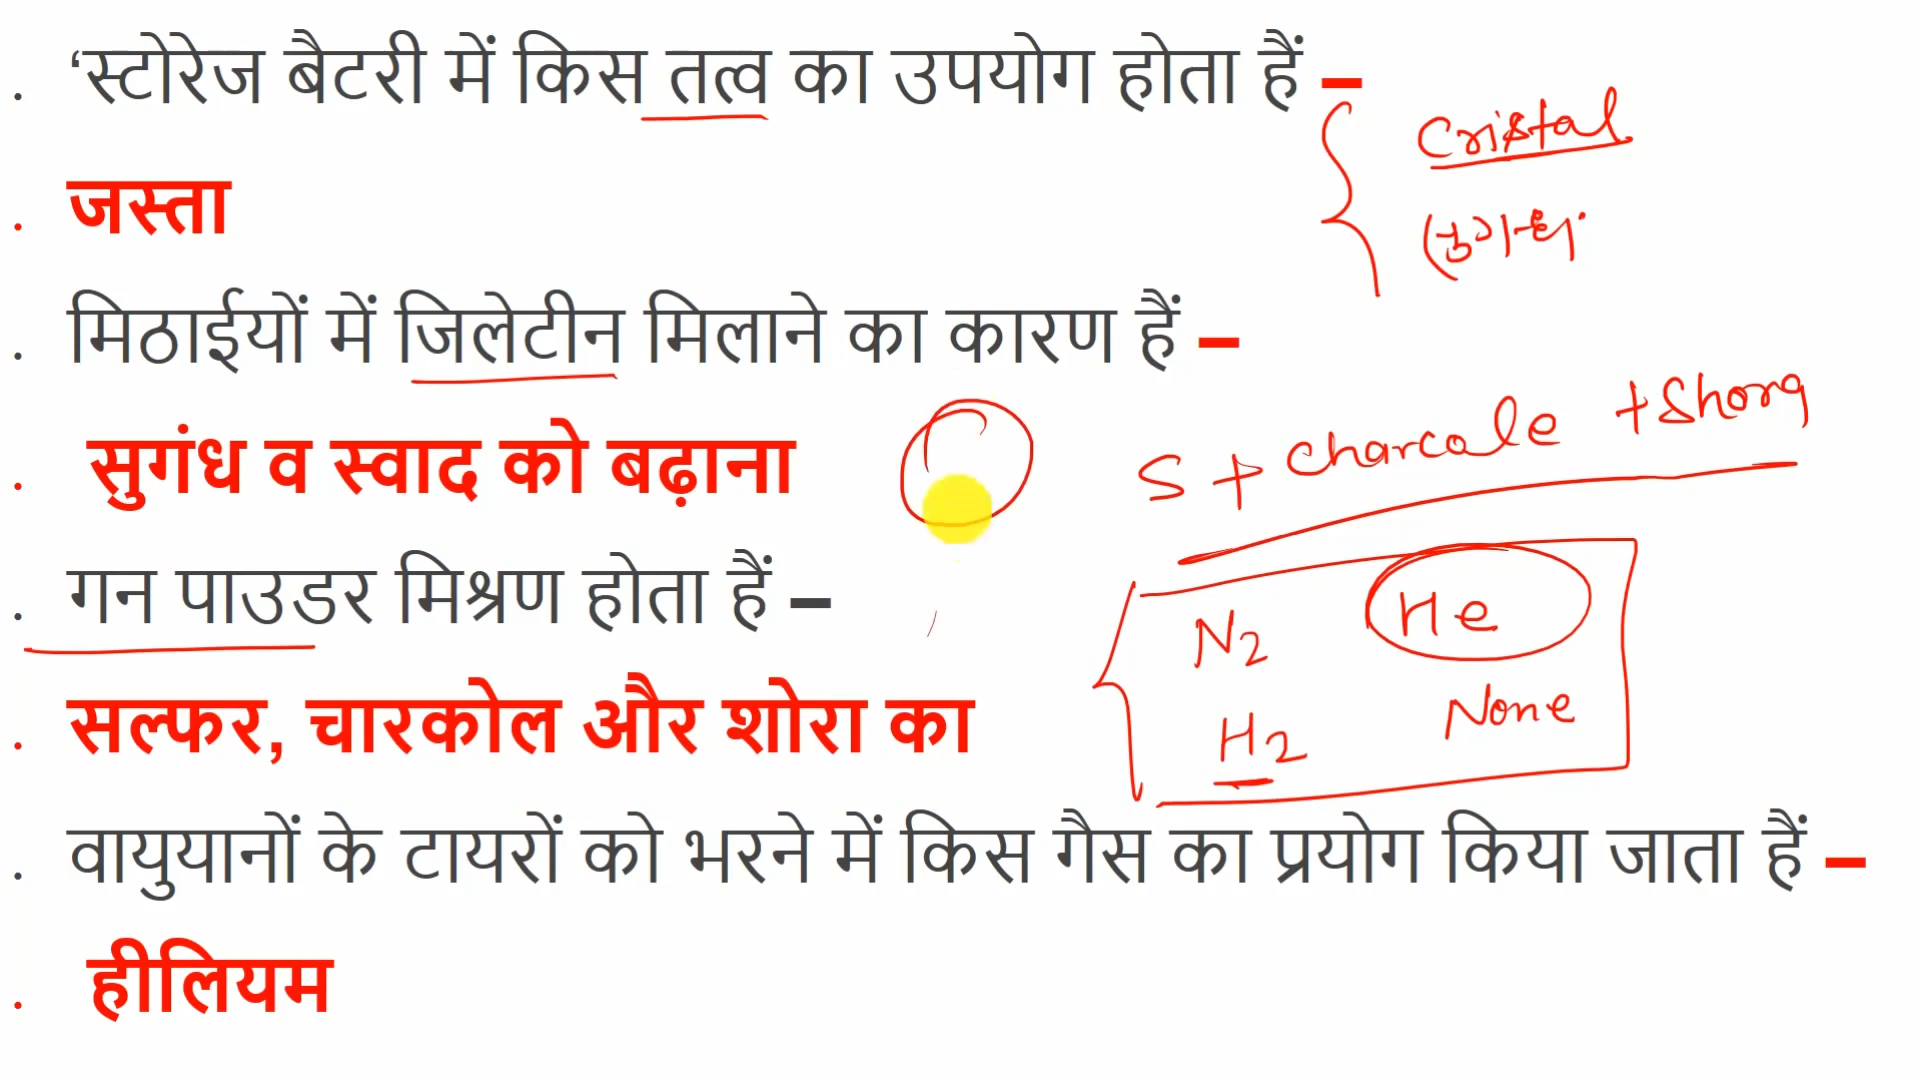 . ‘स्टोरेज बैटरी में किस तत्व का उपयोग होता हैं –
Cristal
. जस्ता
. मिठाईयों में जिलेटीन मिलाने का कारण हैं –
S + charcole + Shora
. सुगंध व स्वाद को बढ़ाना
. गन पाउडर मिश्रण होता हैं –
N2 He
. सल्फर, चारकोल और शोरा का
H2 None
. वायुयानों के टायरों को भरने में किस गैस का प्रयोग किया जाता हैं –
. हीलियम